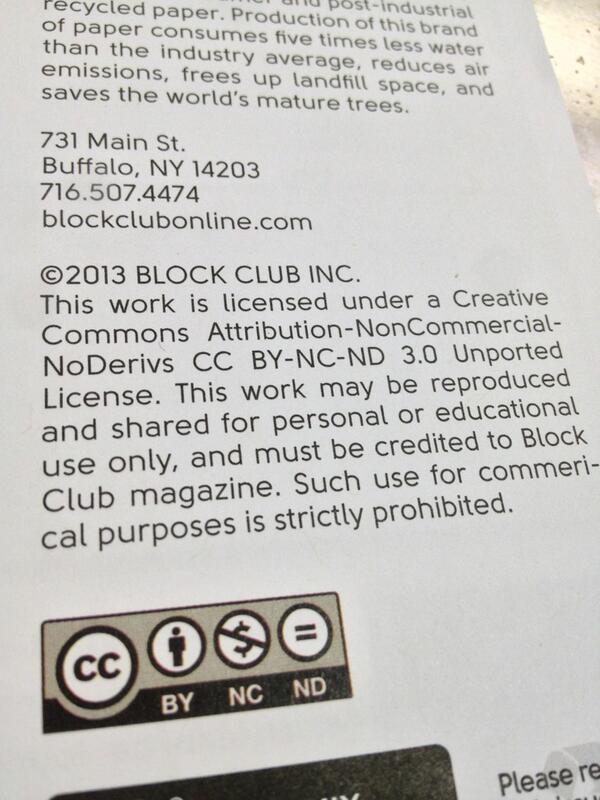 and post-industrial
recycled paper. Production of this brand
of paper consumes five times less water
than the industry average, reduces air
emissions, frees up landfill space, and
saves the world's mature trees.
731 Main St.
Buffalo, NY 14203
716.507.4474
blockclubonline.com
©2013 BLOCK CLUB INC.
This work is licensed under a Creative
Commons Attribution-NonCommercial-
NoDerivs CC BY-NC-ND 3.0 Unported
License. This work may be reproduced
and shared for personal or educational
use only, and must be credited to Block
Club magazine. Such use for commeri-
cal purposes is strictly prohibited.
cc
BY NC ND
Please re